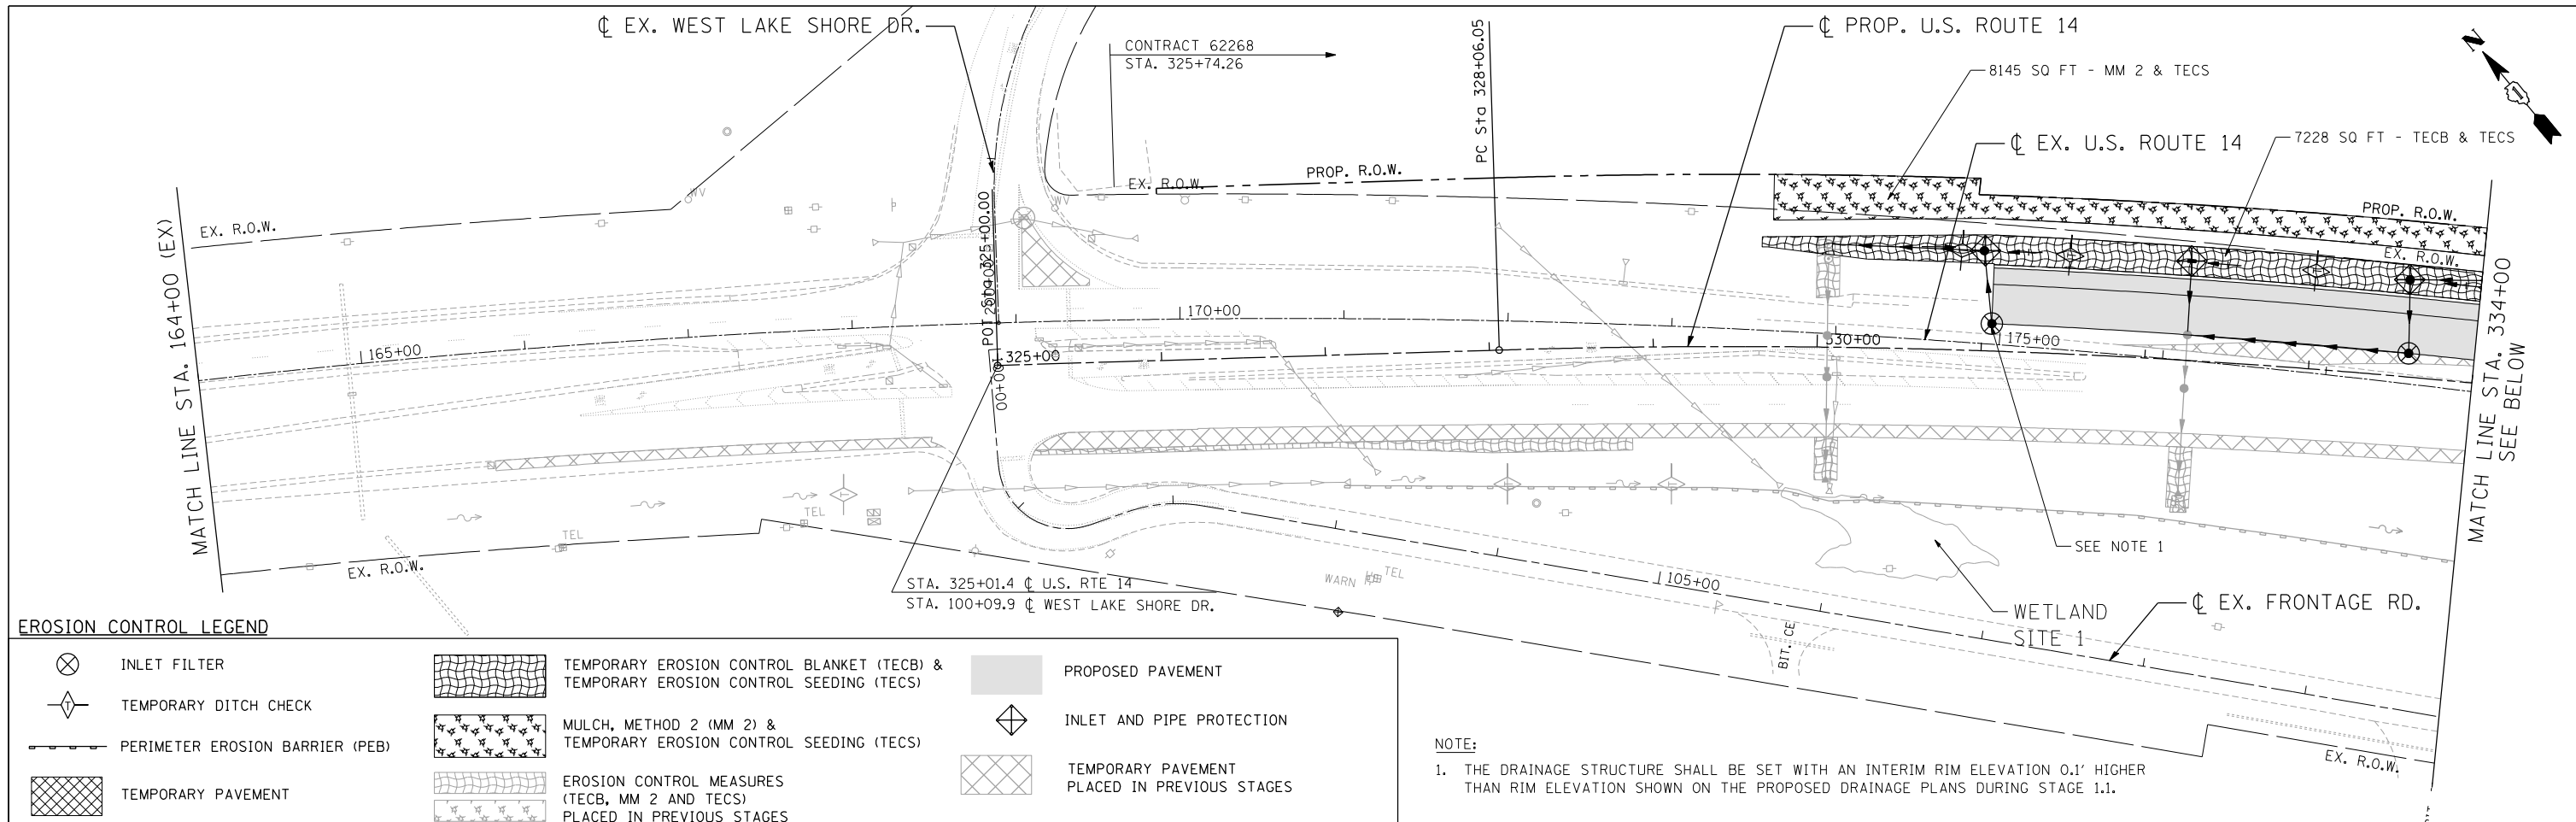 ℄ EX. WEST LAKE SHORE DR.
CONTRACT 62268
STA. 325+74.26
PC Sta 328+06.05
℄ PROP. U.S. ROUTE 14
8145 SQ FT - MM 2 & TECS
℄ EX. U.S. ROUTE 14
7228 SQ FT - TECB & TECS
N
MATCH LINE STA. 164+00 (EX)
EX. R.O.W.
WV
WV
EX. R.O.W.
PROP. R.O.W.
PROP. R.O.W.
EX. R.O.W.
MATCH LINE STA. 334+00
SEE BELOW
165+00
170+00
325+00
330+00
175+00
TEL
TEL
EX. R.O.W.
SEE NOTE 1
STA. 325+01.4 ℄ U.S. RTE 14
STA. 100+09.9 ℄ WEST LAKE SHORE DR.
WARN
TEL
105+00
BIT. CE
WETLAND
SITE 1
℄ EX. FRONTAGE RD.
EX. R.O.W.
EROSION CONTROL LEGEND
INLET FILTER
T
TEMPORARY DITCH CHECK
PERIMETER EROSION BARRIER (PEB)
TEMPORARY PAVEMENT
TEMPORARY EROSION CONTROL BLANKET (TECB) &
TEMPORARY EROSION CONTROL SEEDING (TECS)
MULCH, METHOD 2 (MM 2) &
TEMPORARY EROSION CONTROL SEEDING (TECS)
EROSION CONTROL MEASURES
(TECB, MM 2 AND TECS)
PLACED IN PREVIOUS STAGES
PROPOSED PAVEMENT
INLET AND PIPE PROTECTION
TEMPORARY PAVEMENT
PLACED IN PREVIOUS STAGES
NOTE:
1. THE DRAINAGE STRUCTURE SHALL BE SET WITH AN INTERIM RIM ELEVATION 0.1' HIGHER
THAN RIM ELEVATION SHOWN ON THE PROPOSED DRAINAGE PLANS DURING STAGE 1.1.